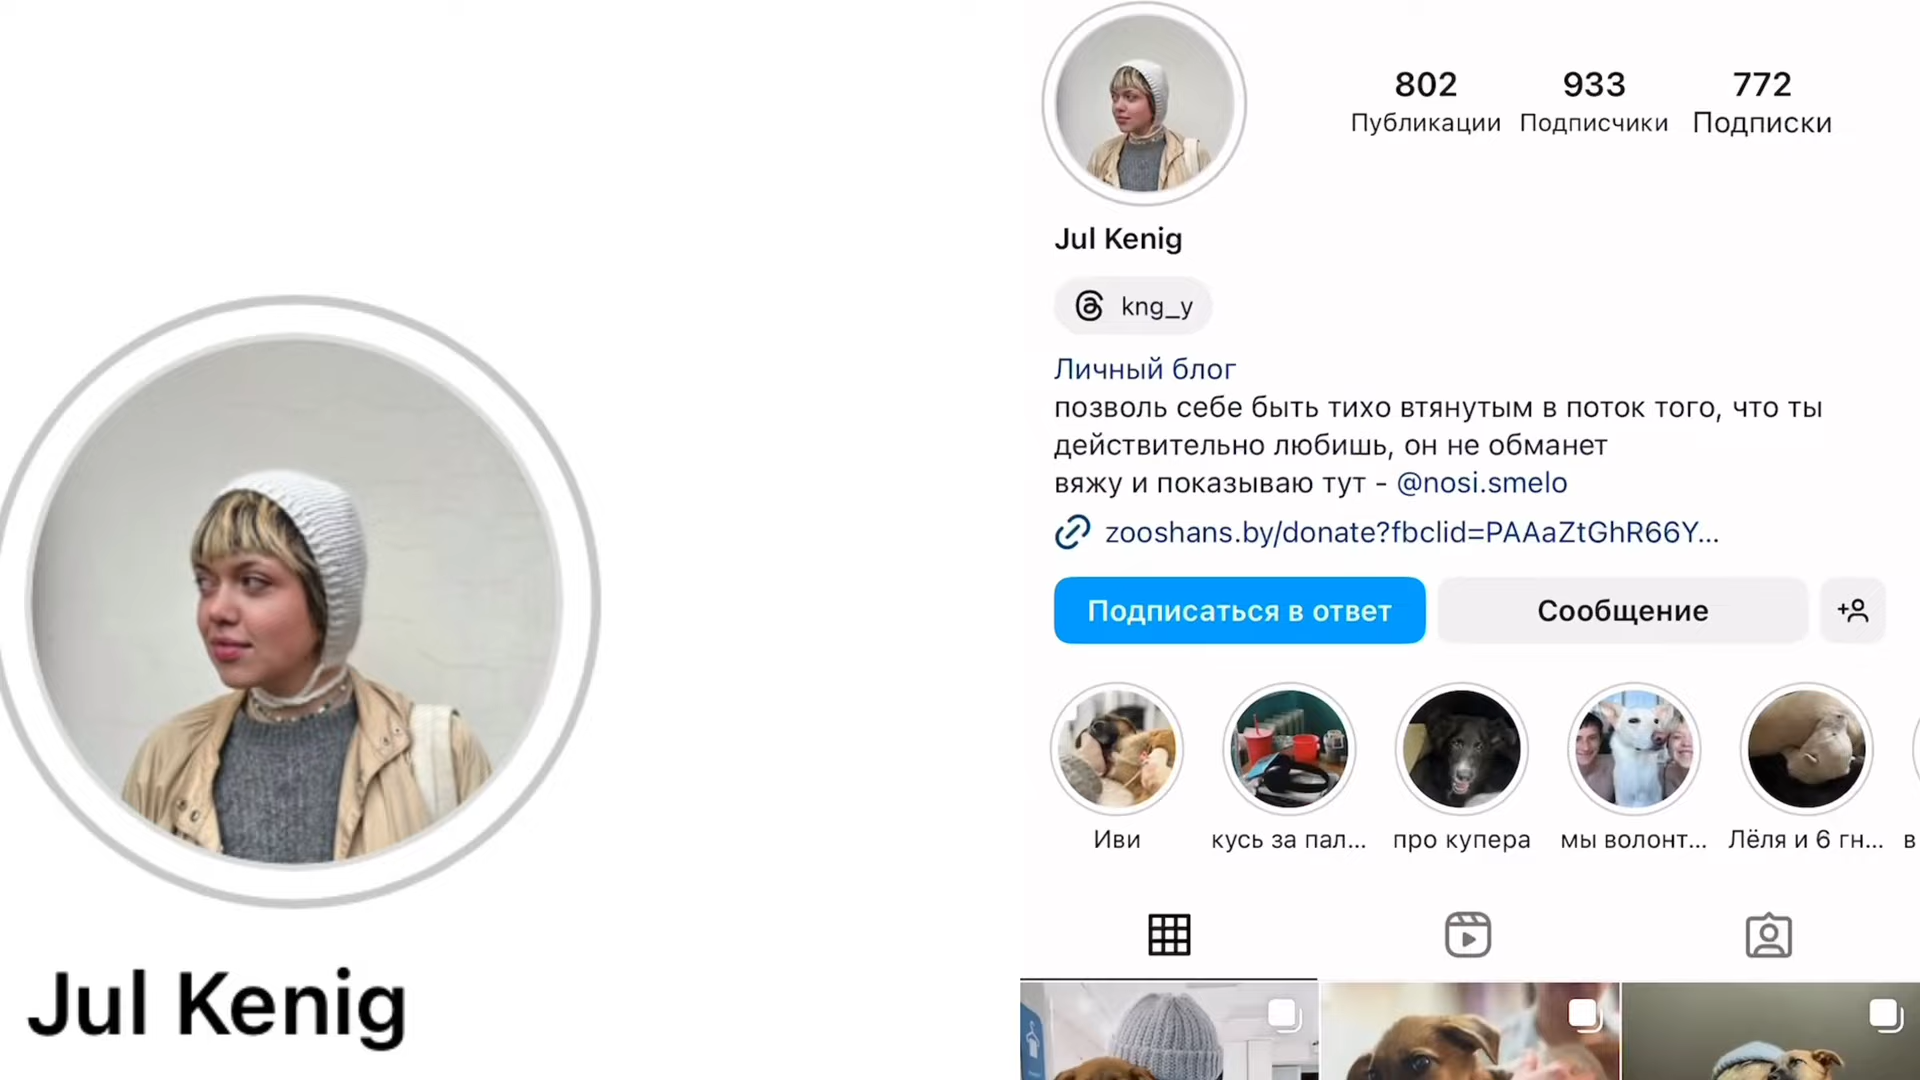 Jul Kenig
802 933 772
Публикации Подписчики Подписки
Jul Kenig
kng_y
Личный блог
позволь себе быть тихо втянутым в поток того, что ты
действительно любишь, он не обманет
вяжу и показываю тут - @nosi.smelo
zooshans.by/donate?fbclid=PAAaZtGhR66Y...
Подписаться в ответ Сообщение
Иви кусь за пал... про купера мы волонт... Лёля и 6 гн... в